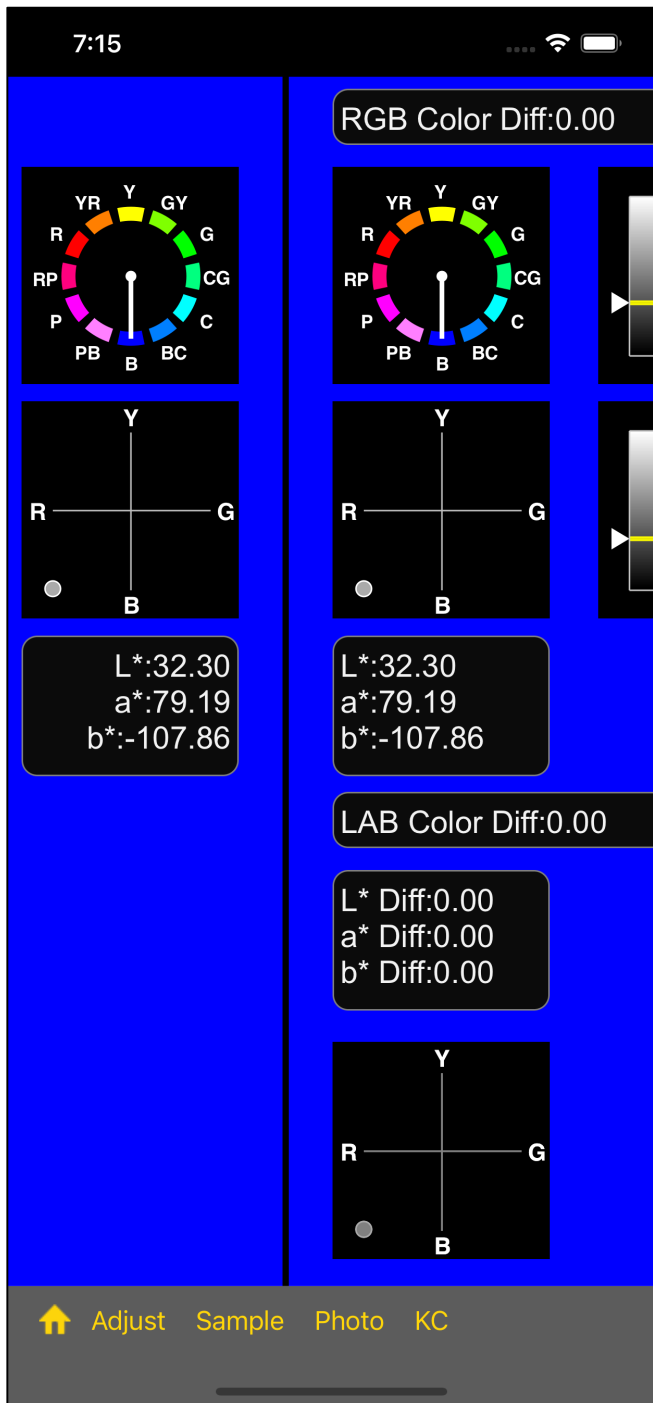 7:15
RGB Color Diff:0.00
Y
YR
GY
R
G
RP
CG
P
C
PB
BC
B
Y
YR
GY
R
G
RP
CG
P
C
PB
BC
B
Y
R
G
B
Y
R
G
B
L*:32.30
a*:79.19
b*:-107.86
L*:32.30
a*:79.19
b*:-107.86
LAB Color Diff:0.00
L* Diff:0.00
a* Diff:0.00
b* Diff:0.00
Y
R
G
B
Adjust Sample Photo KC